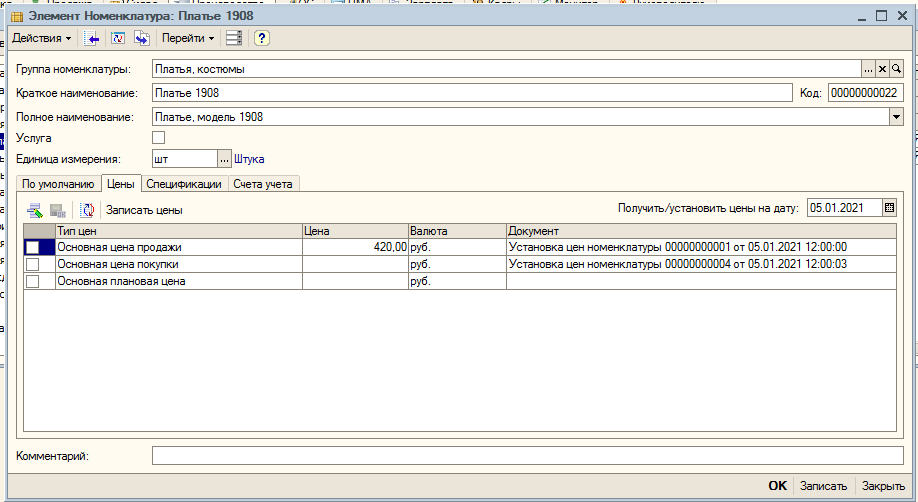 Элемент Номенклатура: Платье 1908
Действия Перейти
Группа номенклатуры: Платья, костюмы
Краткое наименование: Платье 1908 Код: 00000000022
Полное наименование: Платье, модель 1908
Услуга
Единица измерения: шт ... Штука
По умолчанию Цены Спецификации Счета учета
Записать цены Получить/установить цены на дату: 05.01.2021
Тип цен Цена Валюта Документ
Основная цена продажи 420,00 руб. Установка цен номенклатуры 00000000001 от 05.01.2021 12:00:00
Основная цена покупки руб. Установка цен номенклатуры 00000000004 от 05.01.2021 12:00:03
Основная плановая цена руб.
Комментарий:
OK Записать Закрыть